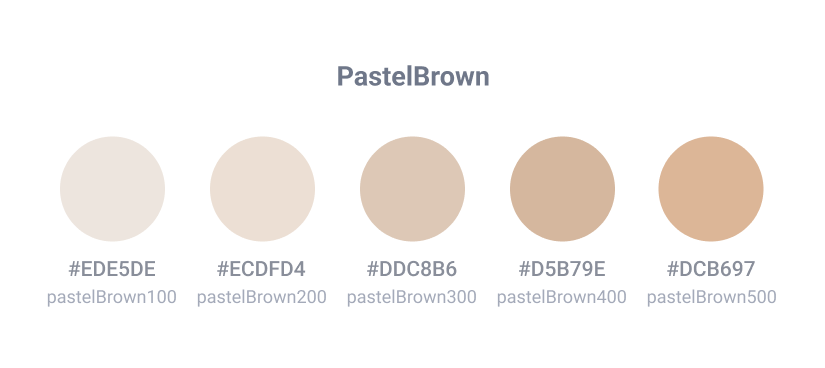 PastelBrown
#EDE5DE #ECDFD4 #DDC8B6 #D5B79E #DCB697
pastelBrown100 pastelBrown200 pastelBrown300 pastelBrown400 pastelBrown500